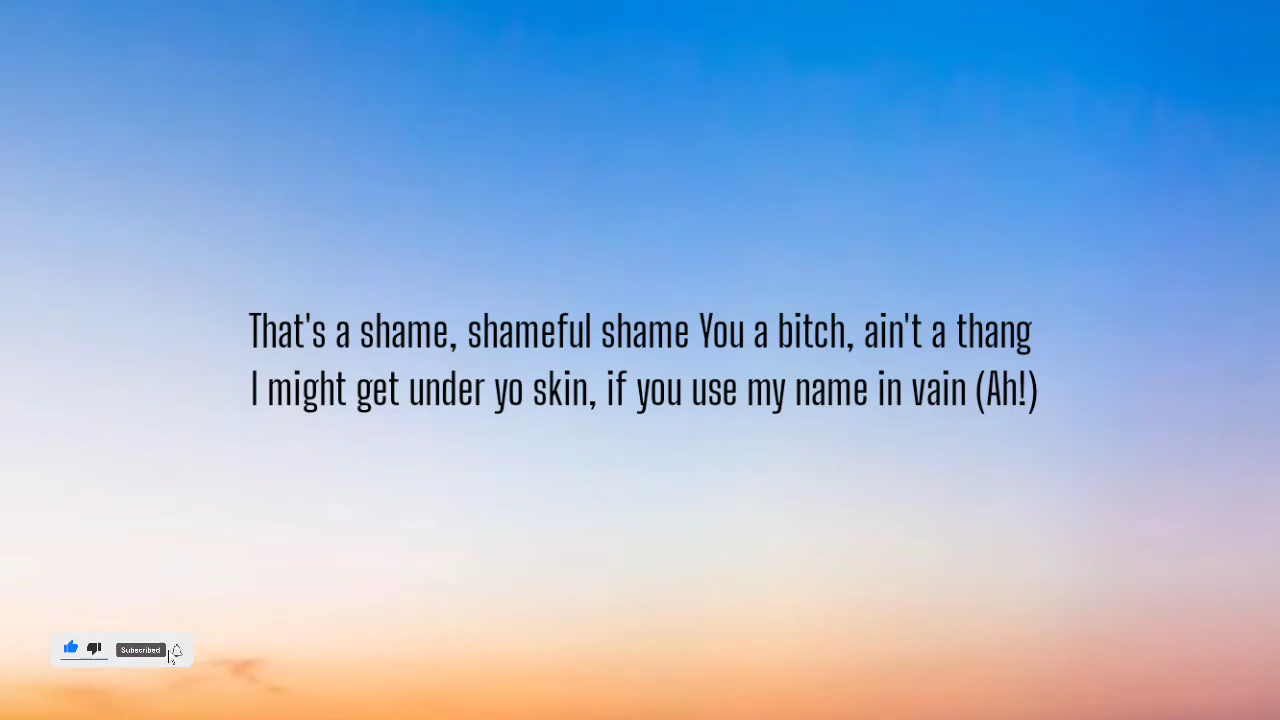 That's a shame, shameful shame You a bitch, ain't a thang
I might get under yo skin, if you use my name in vain (Ah!)
Subscribed